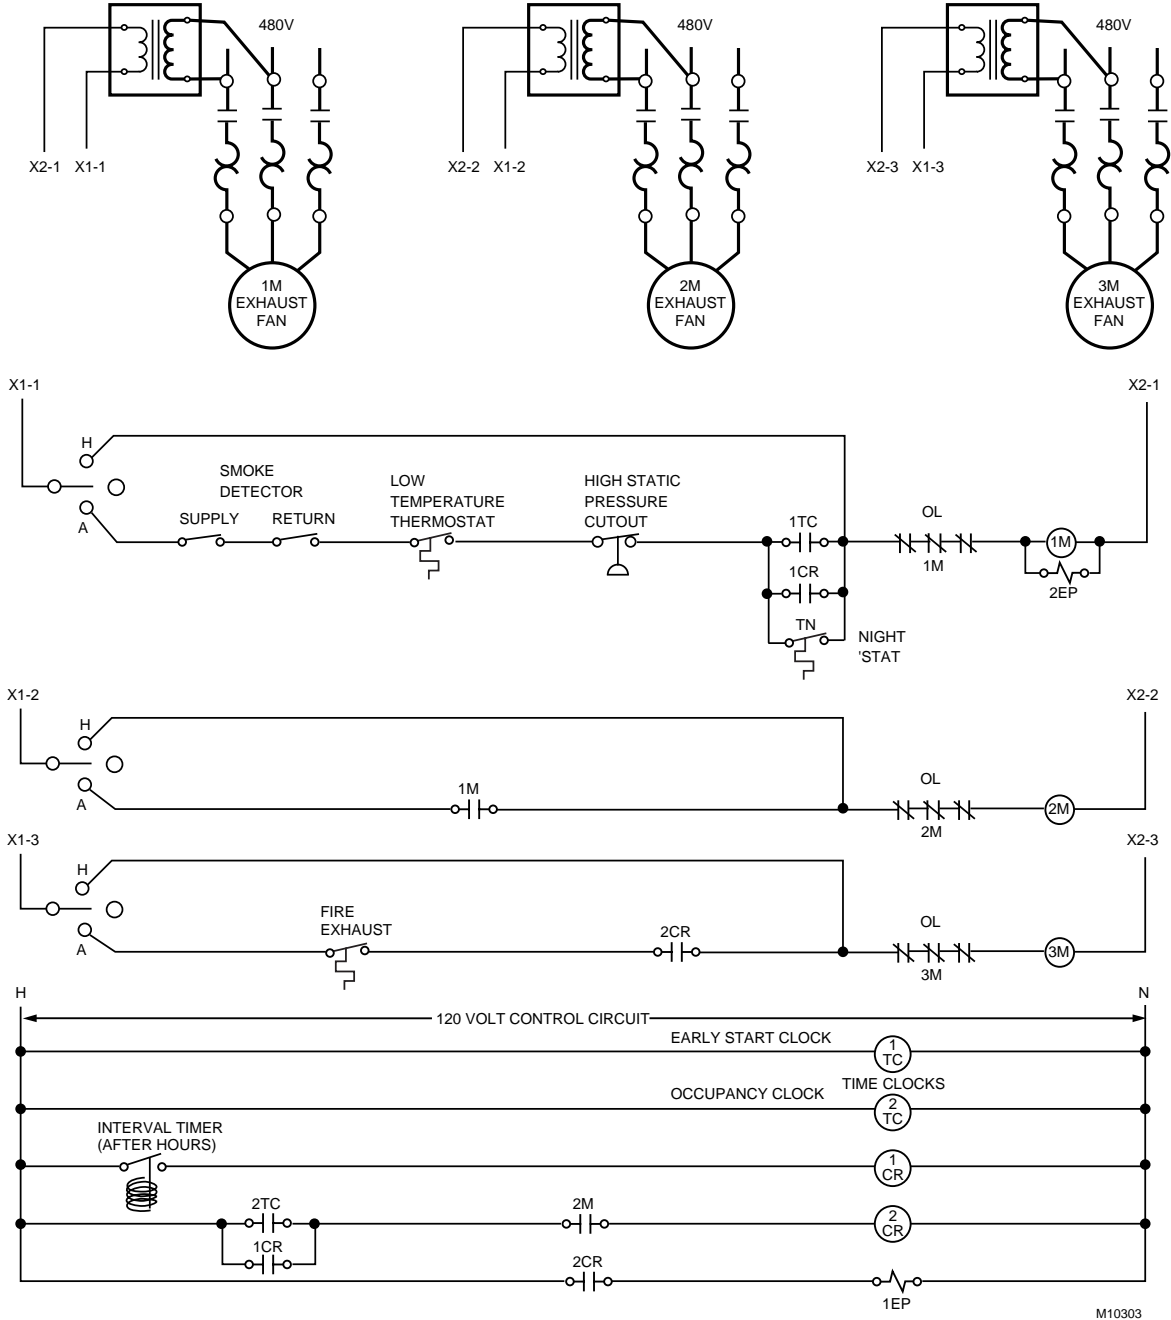 480V
480V
480V
X2-1 X1-1
X2-2 X1-2
X2-3 X1-3
1M
EXHAUST
FAN
2M
EXHAUST
FAN
3M
EXHAUST
FAN
X1-1
X2-1
H
A
SMOKE
DETECTOR
SUPPLY
RETURN
LOW
TEMPERATURE
THERMOSTAT
HIGH STATIC
PRESSURE
CUTOUT
1TC
1CR
TN
NIGHT
'STAT
OL
1M
1M
2EP
X1-2
X2-2
H
A
1M
OL
2M
2M
X1-3
X2-3
H
A
FIRE
EXHAUST
2CR
OL
3M
3M
H
N
120 VOLT CONTROL CIRCUIT
EARLY START CLOCK
1
TC
OCCUPANCY CLOCK
TIME CLOCKS
2
TC
INTERVAL TIMER
(AFTER HOURS)
1
CR
2TC
1CR
2M
2
CR
2CR
1EP
M10303